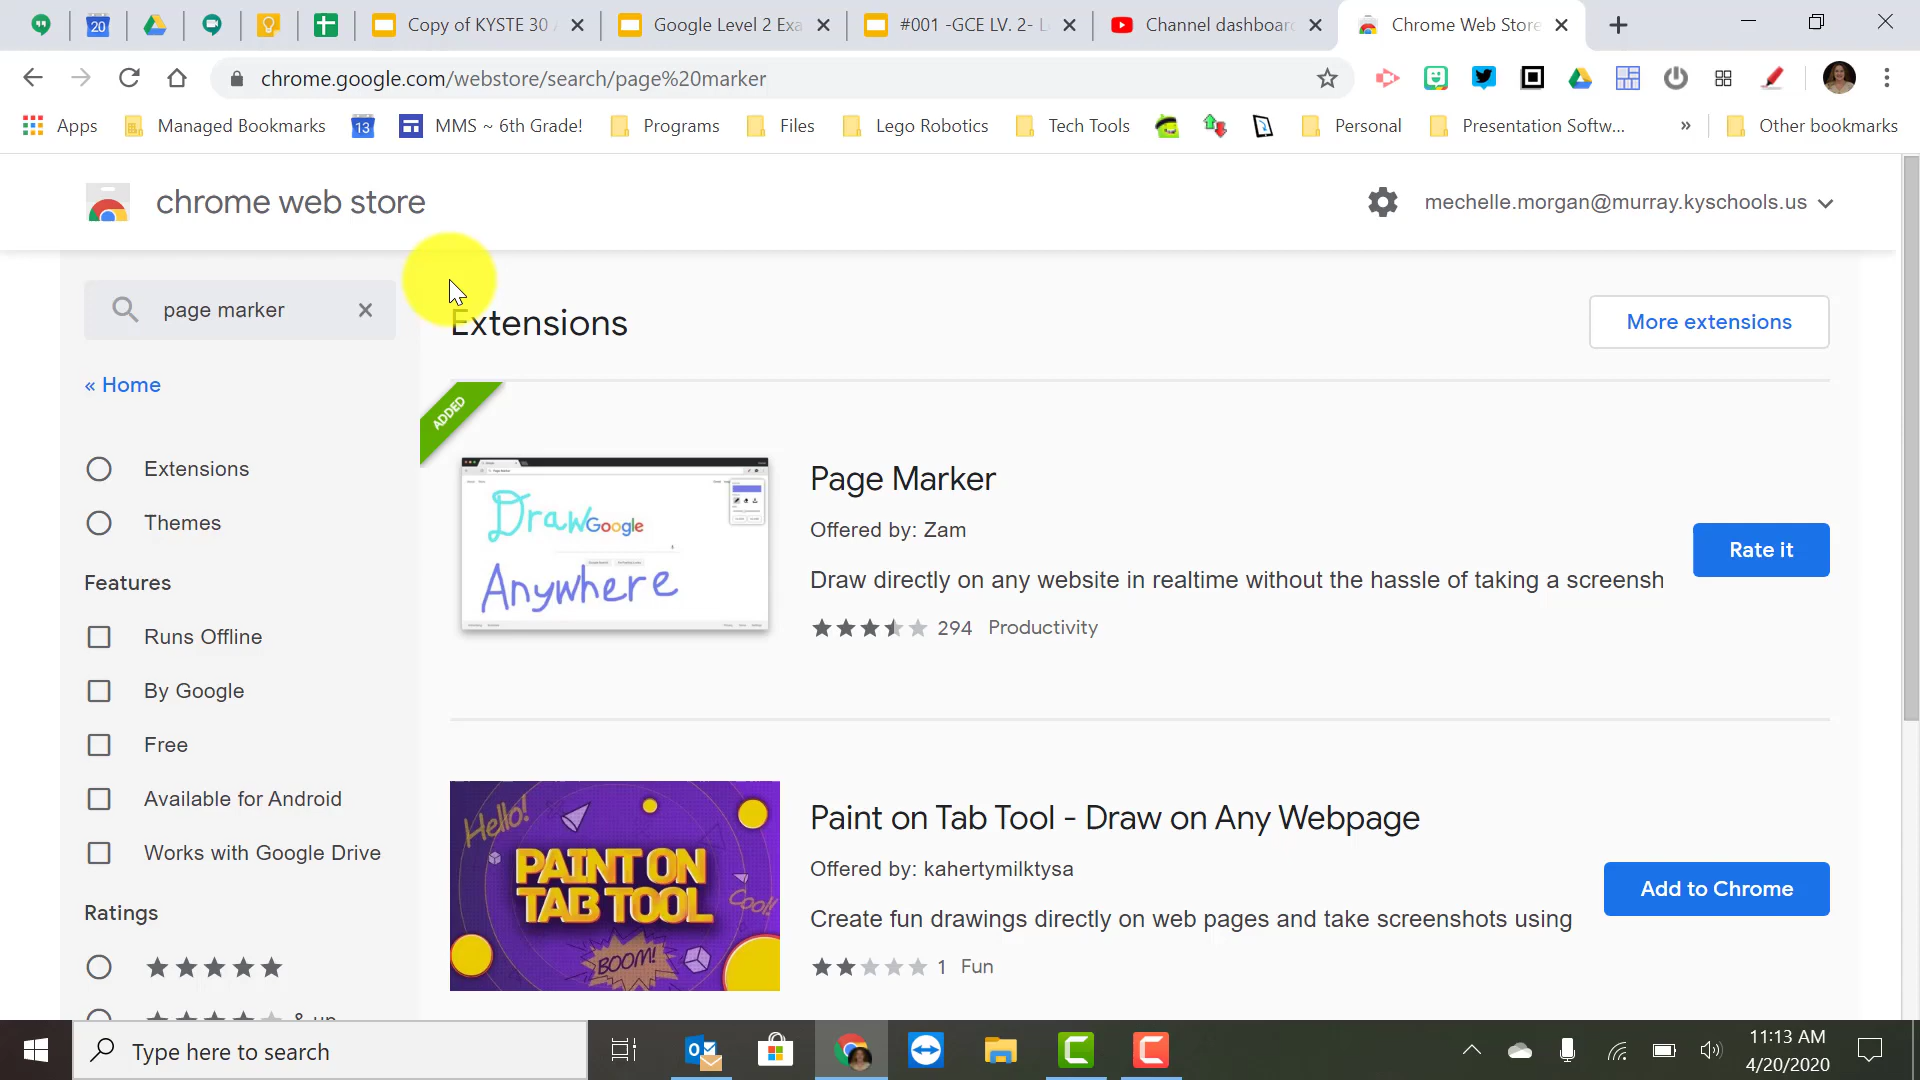 20
Copy of KYSTE 30
Google Level 2 Exa
#001 -GCE LV. 2- L
Channel dashboard
Chrome Web Store
chrome.google.com/webstore/search/page%20marker
Apps
Managed Bookmarks
13
MMS ~ 6th Grade!
Programs
Files
Lego Robotics
Tech Tools
Personal
Presentation Softw...
»
Other bookmarks
chrome web store
mechelle.morgan@murray.kyschools.us
page marker
Extensions
More extensions
« Home
ADDED
Extensions
Themes
Features
Runs Offline
By Google
Free
Available for Android
Works with Google Drive
Ratings
& up
Draw Google
Anywhere
Page Marker
Offered by: Zam
Draw directly on any website in realtime without the hassle of taking a screensh
294 Productivity
Rate it
Hello!
PAINT ON
TAB TOOL
Cool!
BOOM!
Paint on Tab Tool - Draw on Any Webpage
Offered by: kahertymilktysa
Create fun drawings directly on web pages and take screenshots using
1 Fun
Add to Chrome
Type here to search
11:13 AM
4/20/2020